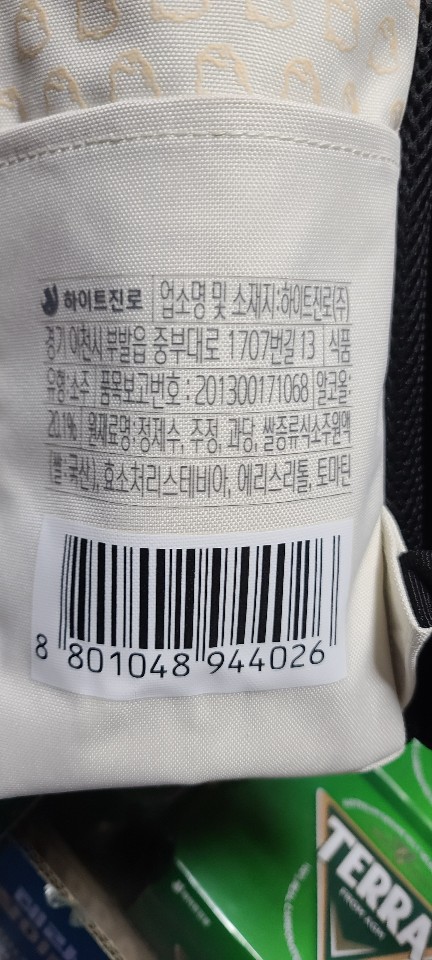 하이트진로 업소명 및 소재지:하이트진로(주)
경기 이천시 부발읍 중부대로 1707번길 13 식품
유형:소주 품목보고번호:201300171068 알코올:
20.1% 원재료명:정제수, 주정, 과당, 쌀증류식소주원액
(쌀:국산), 효소처리스테비아, 에리스리톨, 토마틴
8 801048 944026
TERRA